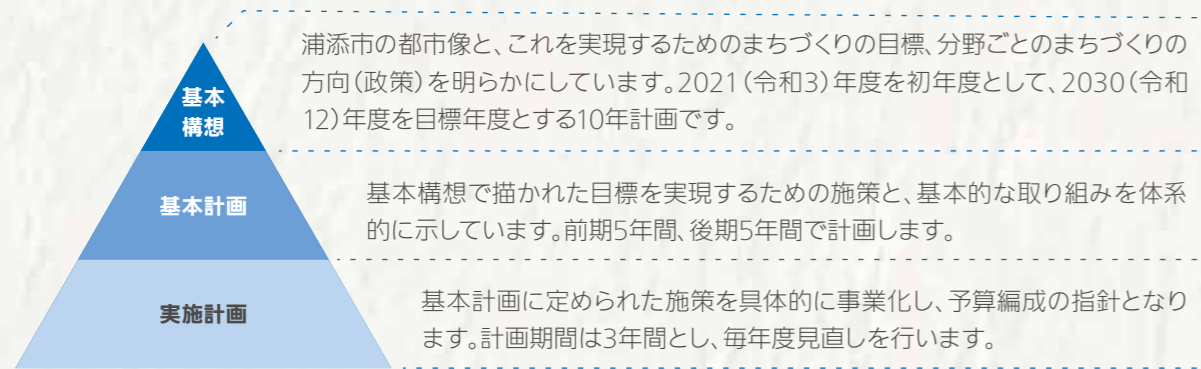 浦添市の都市像と、これを実現するためのまちづくりの目標、分野ごとのまちづくりの
方向（政策）を明らかにしています。2021（令和3）年度を初年度として、2030（令和
12）年度を目標年度とする10年計画です。
基本
構想
基本計画
基本構想で描かれた目標を実現するための施策と、基本的な取り組みを体系
的に示しています。前期5年間、後期5年間で計画します。
実施計画
基本計画に定められた施策を具体的に事業化し、予算編成の指針となり
ます。計画期間は3年間とし、毎年度見直しを行います。